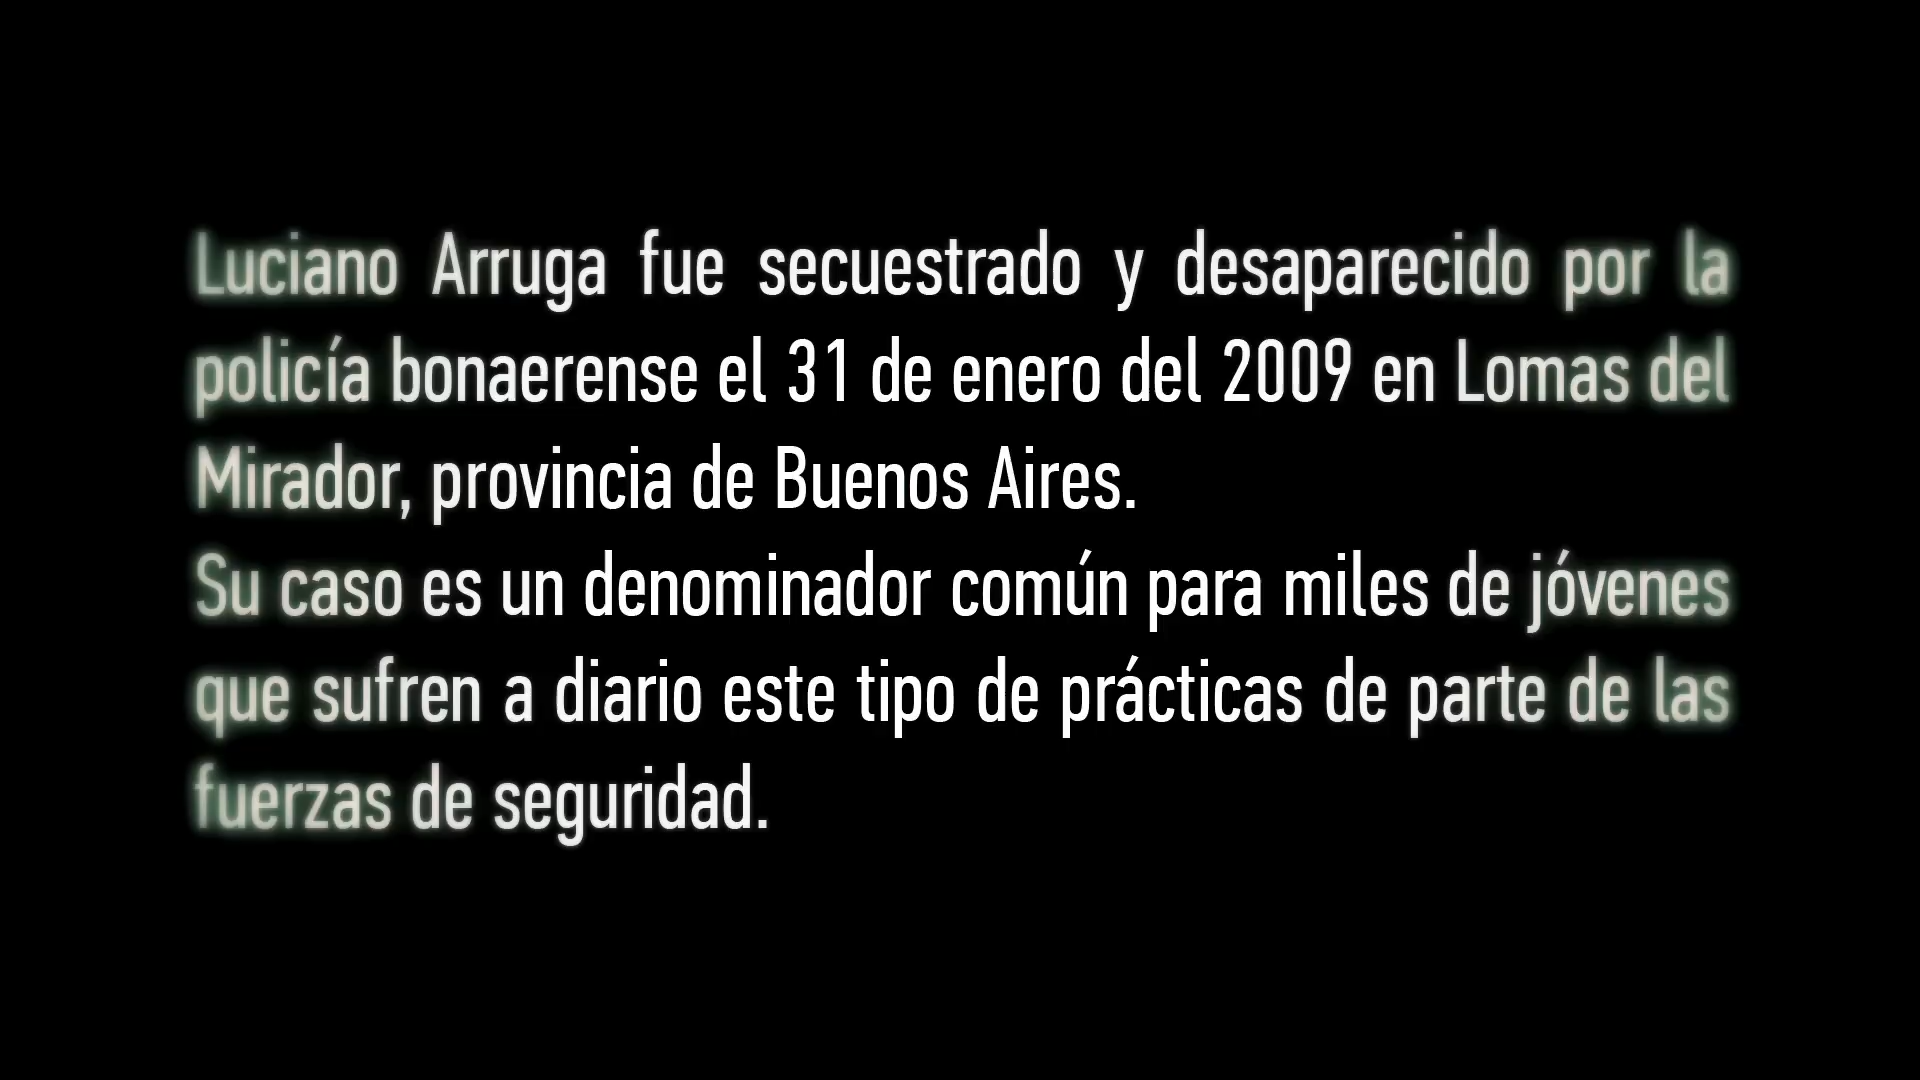 Luciano Arruga fue secuestrado y desaparecido por la
policía bonaerense el 31 de enero del 2009 en Lomas del
Mirador, provincia de Buenos Aires.
Su caso es un denominador común para miles de jóvenes
que sufren a diario este tipo de prácticas de parte de las
fuerzas de seguridad.